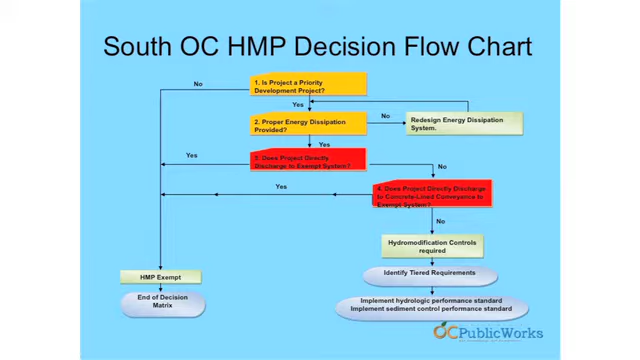 South OC HMP Decision Flow Chart
No
1. Is Project a Priority
Development Project?
Yes
2. Proper Energy Dissipation
Provided?
No
Redesign Energy Dissipation
System.
Yes
Yes
3. Does Project Directly
Discharge to Exempt System?
No
Yes
4. Does Project Directly Discharge
to Concrete-Lined Conveyance to
Exempt System?
No
Hydromodification Controls
required
HMP Exempt
Identify Tiered Requirements
End of Decision
Matrix
Implement hydrologic performance standard
Implement sediment control performance standard
OCPublicWorks